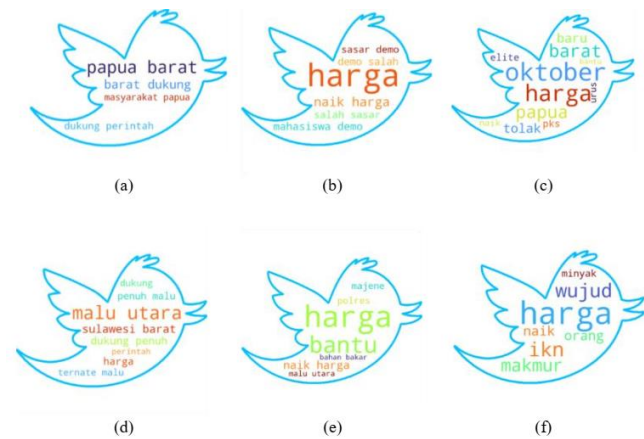 papua barat
barat dukung
masyarakat papua
dukung perintah
(a)
sasar demo
demo salah
harga
naik harga
salah sasar
mahasiswa demo
(b)
baru
barat
elite
bantu
oktober
harga
urus
papua
naik
tolak
pks
(c)
dukung
penuh malu
malu utara
sulawesi barat
dukung penuh
perintah
harga
ternate malu
(d)
majene
polres
harga
bantu
bahan bakar
naik harga
malu utara
(e)
minyak
wujud
harga
naik
orang
ikn
makmur
(f)